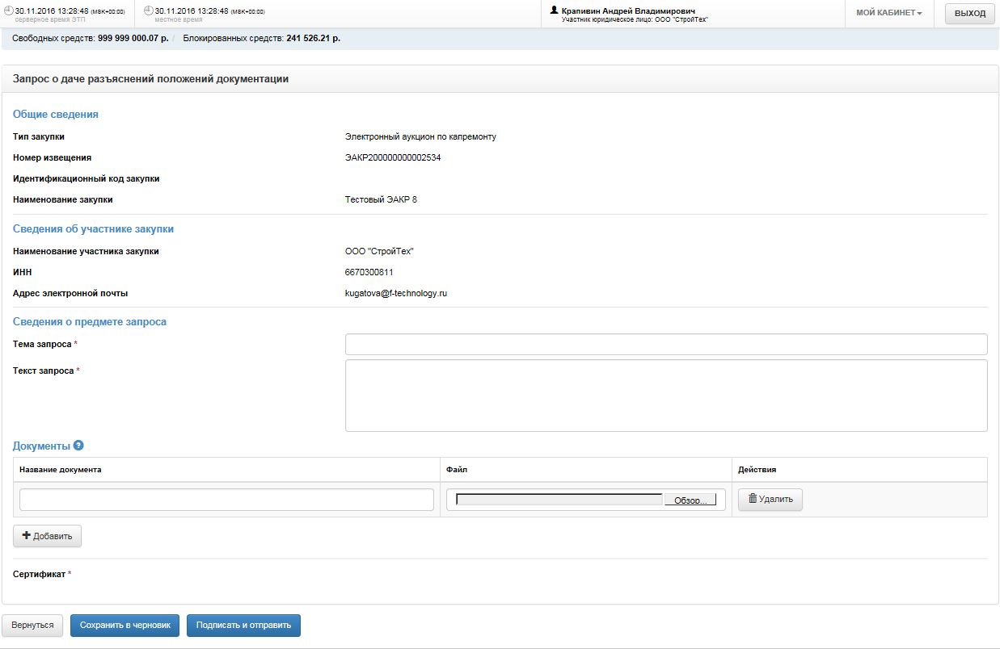 30.11.2016 13:28:48 (MSK+00:00)
серверное время ЭТП
30.11.2016 13:28:48 (MSK+00:00)
местное время
Крапивин Андрей Владимирович
Участник юридическое лицо: ООО "СтройТех"
МОЙ КАБИНЕТ
ВЫХОД
Свободных средств: 999 999 000.07 р. / Блокированных средств: 241 526.21 р.
Запрос о даче разъяснений положений документации
Общие сведения
Тип закупки Электронный аукцион по капремонту
Номер извещения ЭАКР200000000002534
Идентификационный код закупки
Наименование закупки Тестовый ЭАКР 8
Сведения об участнике закупки
Наименование участника закупки ООО "СтройТех"
ИНН 6670300811
Адрес электронной почты kugatova@f-technology.ru
Сведения о предмете запроса
Тема запроса *
Текст запроса *
Документы ?
Название документа Файл Действия
Обзор... Удалить
Добавить
Сертификат *
Вернуться Сохранить в черновик Подписать и отправить